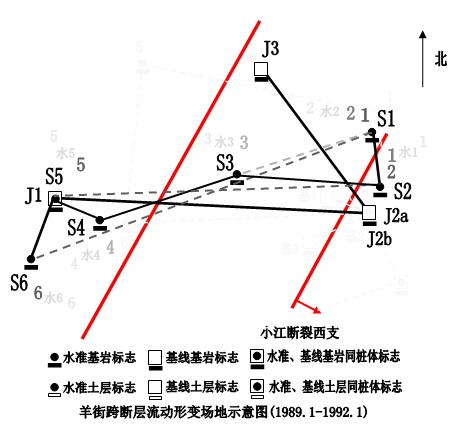 5
J3
北
2 水2
2 1 S1
3 水3 3
5
水5 5
1 水1
1
S5
S3
2
S2
J1
J2a
S4
J2b
4
水4
4
S6
6 水6 6
小江断裂西支
水准基岩标志 基线基岩标志 水准、基线基岩同桩体标志
水准土层标志 基线土层标志 水准、基线土层同桩体标志
羊街跨断层流动形变场地示意图(1989.1-1992.1)